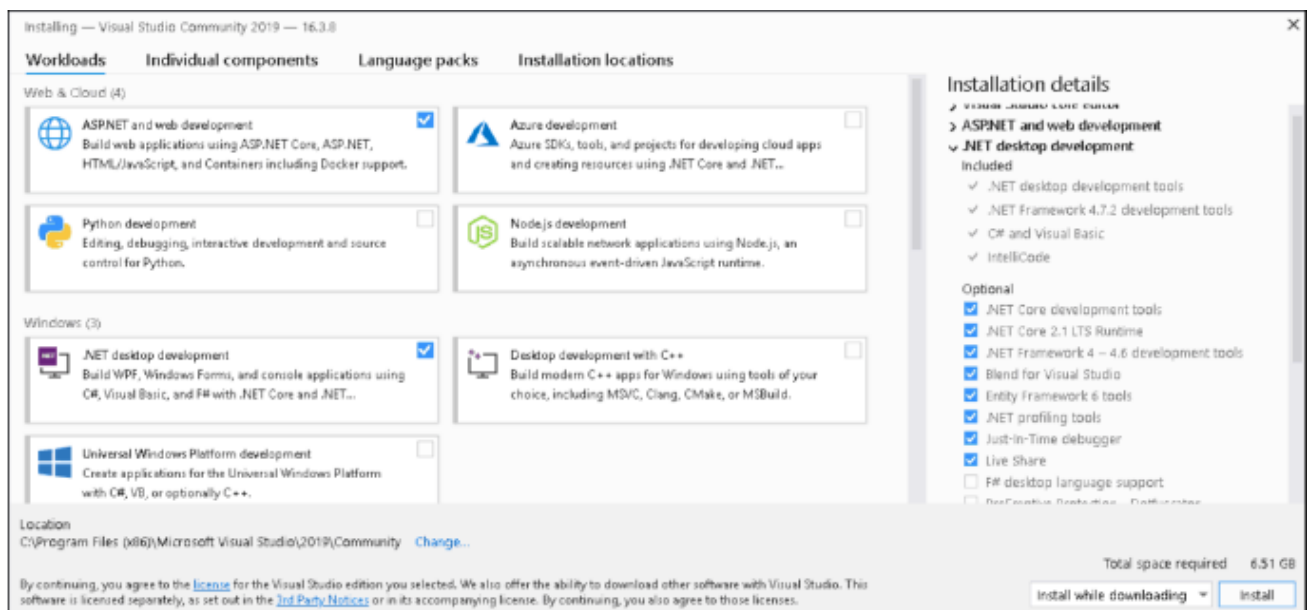 Installing — Visual Studio Community 2019 — 16.3.8
Workloads Individual components Language packs Installation locations
Web & Cloud (4)
ASP.NET and web development
Build web applications using ASP.NET Core, ASP.NET,
HTML/JavaScript, and Containers including Docker support.
Azure development
Azure SDKs, tools, and projects for developing cloud apps
and creating resources using .NET Core and .NET...
Python development
Editing, debugging, interactive development and source
control for Python.
Node.js development
Build scalable network applications using Node.js, an
asynchronous event-driven JavaScript runtime.
Windows (3)
.NET desktop development
Build WPF, Windows Forms, and console applications using
C#, Visual Basic, and F# with .NET Core and .NET...
Desktop development with C++
Build modern C++ apps for Windows using tools of your
choice, including MSVC, Clang, CMake, or MSBuild.
Universal Windows Platform development
Create applications for the Universal Windows Platform
with C#, VB, or optionally C++.
Installation details
Visual Studio core editor
ASP.NET and web development
.NET desktop development
Included
.NET desktop development tools
.NET Framework 4.7.2 development tools
C# and Visual Basic
IntelliCode
Optional
.NET Core development tools
.NET Core 2.1 LTS Runtime
.NET Framework 4 – 4.6 development tools
Blend for Visual Studio
Entity Framework 6 tools
.NET profiling tools
Just-In-Time debugger
Live Share
F# desktop language support
PreEmptive Protection - Dotfuscator
Location
C:\Program Files (x86)\Microsoft Visual Studio\2019\Community Change...
Total space required 6.51 GB
By continuing, you agree to the license for the Visual Studio edition you selected. We also offer the ability to download other software with Visual Studio. This
software is licensed separately, as set out in the 3rd Party Notices or in its accompanying license. By continuing, you also agree to those licenses.
Install while downloading Install